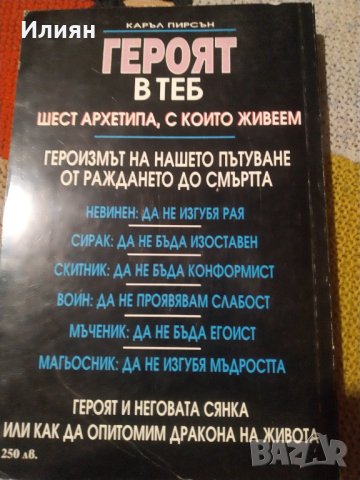 Илиян
КАРЪЛ ПИРСЪН
ГЕРОЯТ
В ТЕБ
ШЕСТ АРХЕТИПА, С КОИТО ЖИВЕЕМ
ГЕРОИЗМЪТ НА НАШЕТО ПЪТУВАНЕ
ОТ РАЖДАНЕТО ДО СМЪРТТА
НЕВИНЕН: ДА НЕ ИЗГУБЯ РАЯ
СИРАК: ДА НЕ БЪДА ИЗОСТАВЕН
СКИТНИК: ДА НЕ БЪДА КОНФОРМИСТ
ВОИН: ДА НЕ ПРОЯВЯВАМ СЛАБОСТ
МЪЧЕНИК: ДА НЕ БЪДА ЕГОИСТ
МАГЬОСНИК: ДА НЕ ИЗГУБЯ МЪДРОСТТА
ГЕРОЯТ И НЕГОВАТА СЯНКА
ИЛИ КАК ДА ОПИТОМИМ ДРАКОНА НА ЖИВОТА
250 лв.
BAZAR